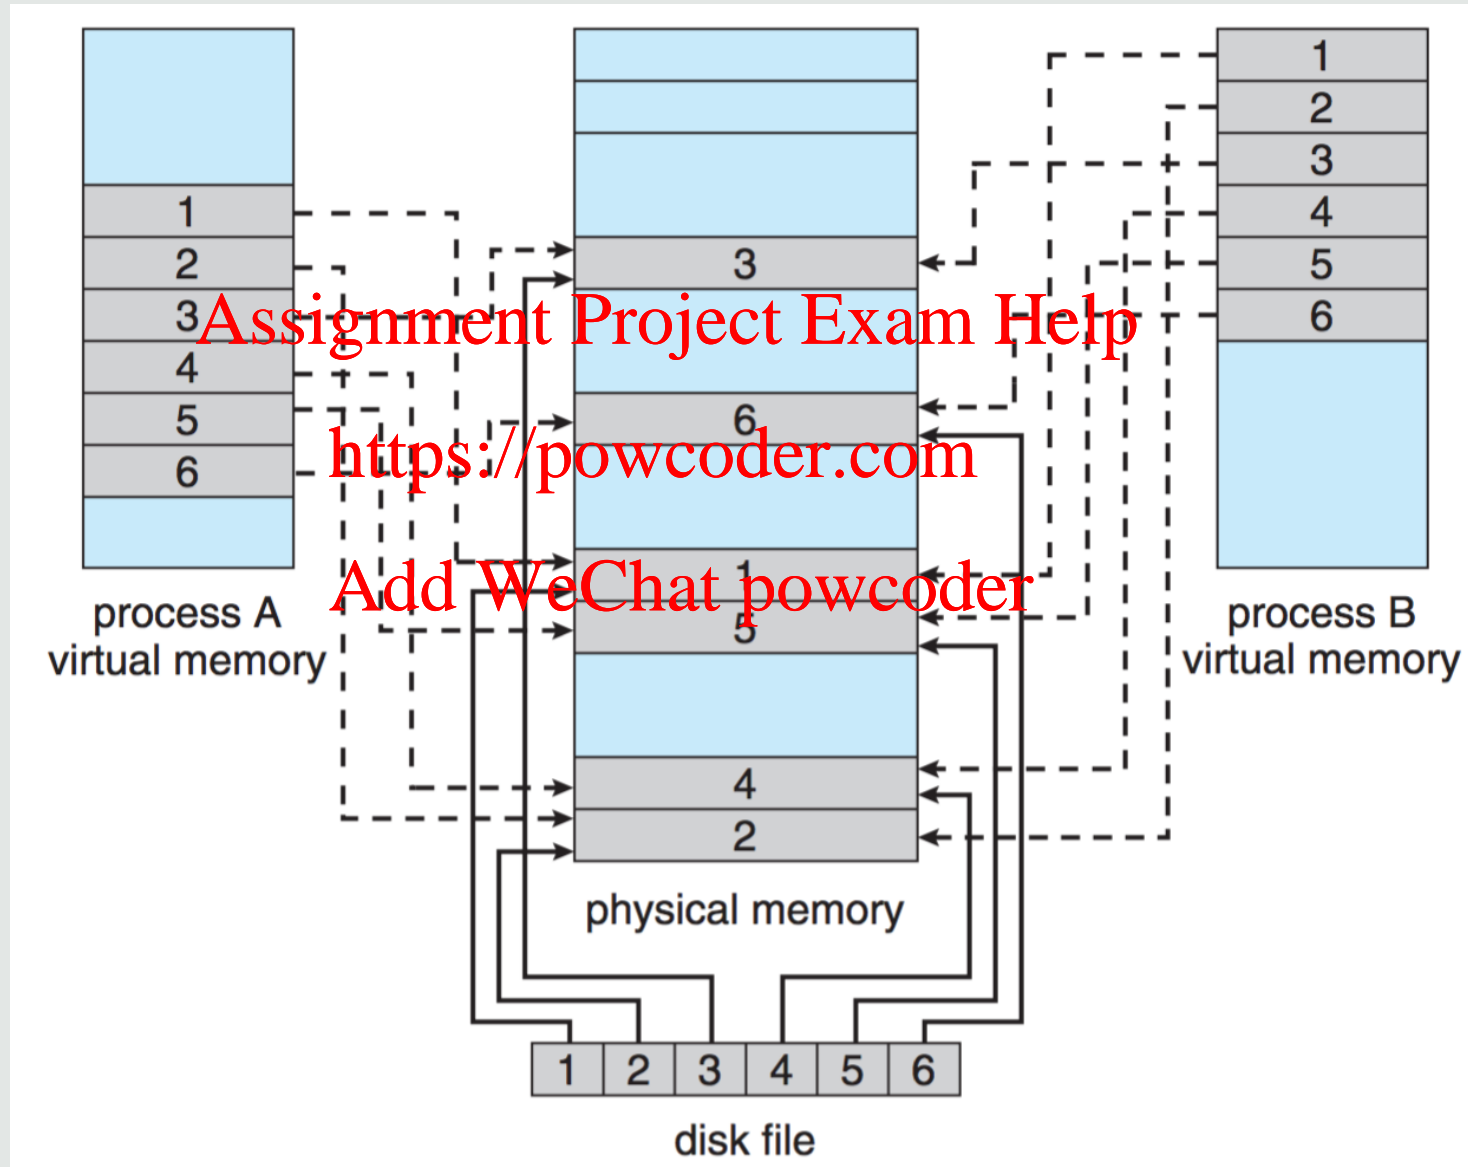 1
2
3
4
5
6
process A
virtual memory
3
6
1
5
4
2
physical memory
1
2
3
4
5
6
process B
virtual memory
1 2 3 4 5 6
disk file
Assignment Project Exam Help
https://powcoder.com
Add WeChat powcoder